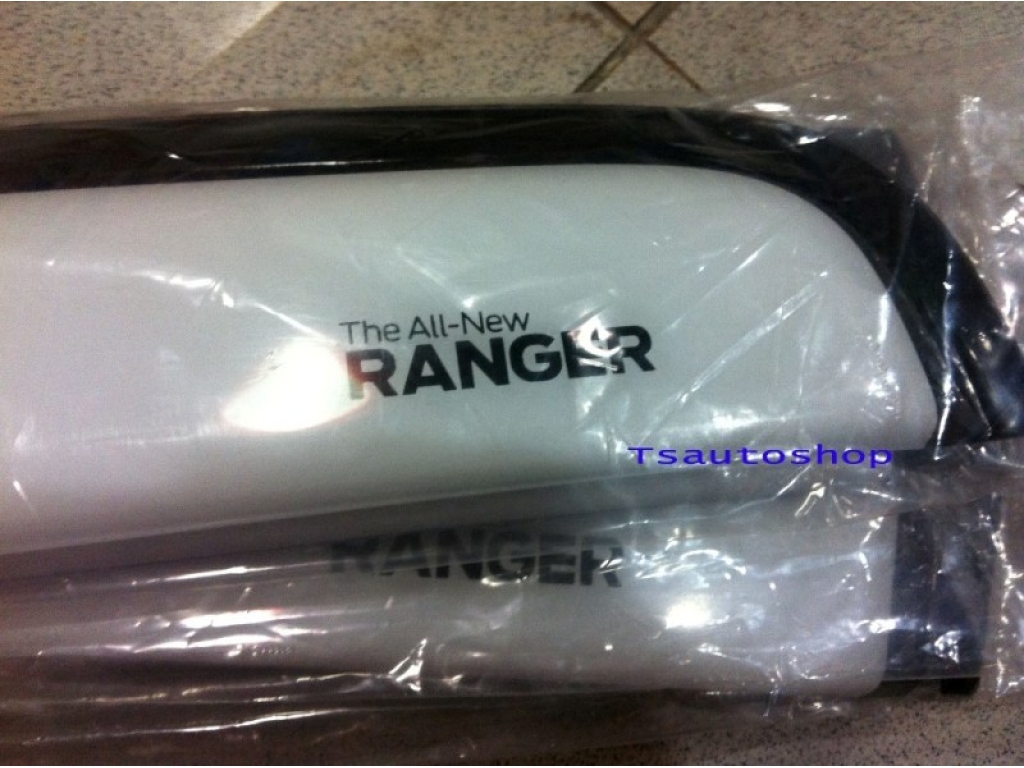 The All-New
RANGER
Tsautoshop
RANGER